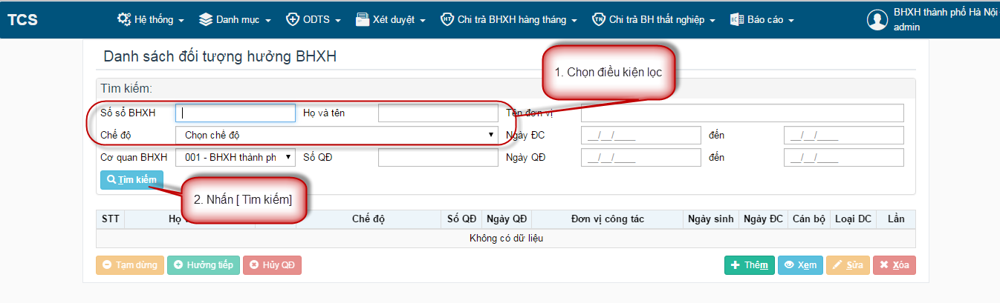 TCS Hệ thống Danh mục ODTS Xét duyệt Chi trả BHXH hàng tháng Chi trả BH thất nghiệp Báo cáo BHXH thành phố Hà Nội
admin
Danh sách đối tượng hưởng BHXH
1. Chọn điều kiện lọc
Tìm kiếm:
Số sổ BHXH Họ và tên Tên đơn vị
Chế độ Chọn chế độ Ngày ĐC __/__/____ đến __/__/____
Cơ quan BHXH 001 - BHXH thành ph Số QĐ Ngày QĐ __/__/____ đến __/__/____
Tìm kiếm
2. Nhấn [ Tìm kiếm]
STT Họ Chế độ Số QĐ Ngày QĐ Đơn vị công tác Ngày sinh Ngày ĐC Cán bộ Loại DC Lần
Không có dữ liệu
Tạm dừng Hưởng tiếp Hủy QĐ Thêm Xem Sửa Xóa